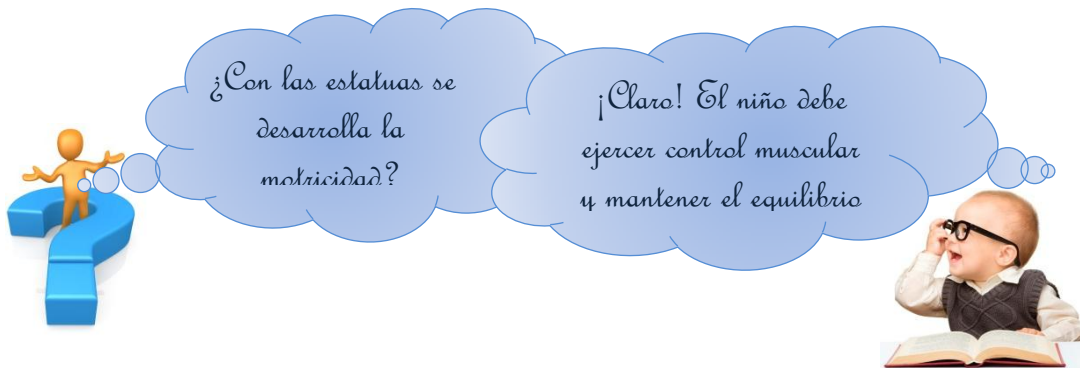 ¿Con las estatuas se
desarrolla la
motricidad?
¡Claro! El niño debe
ejercer control muscular
y mantener el equilibrio